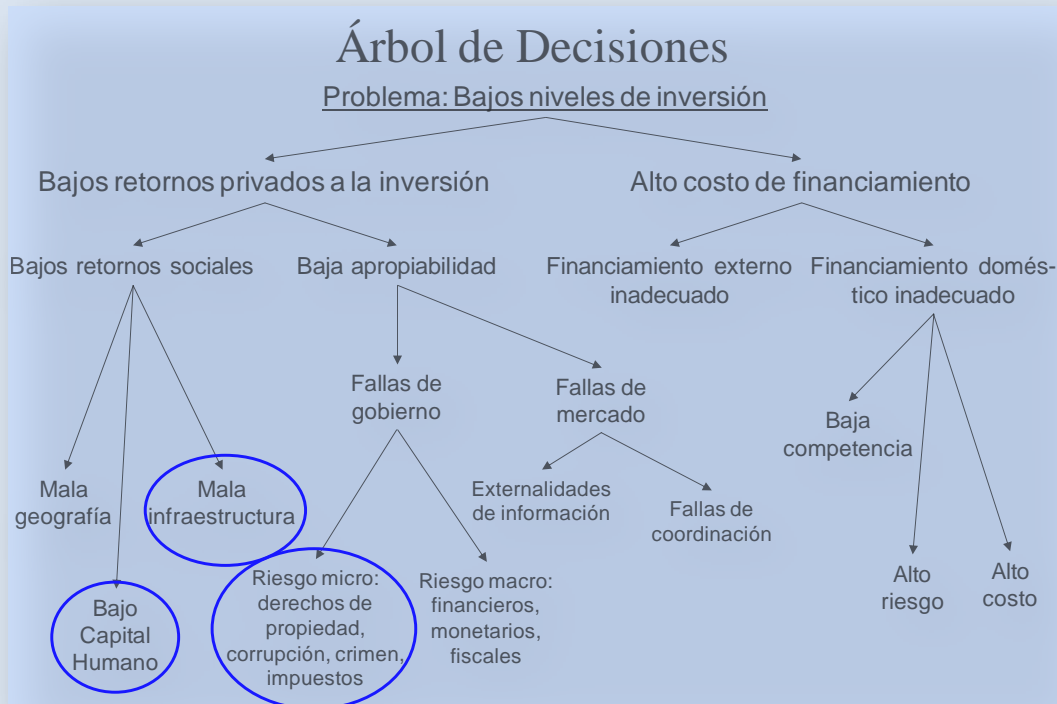 Árbol de Decisiones
Problema: Bajos niveles de inversión
Bajos retornos privados a la inversión
Alto costo de financiamiento
Bajos retornos sociales
Baja apropiabilidad
Financiamiento externo
inadecuado
Financiamiento domés-
tico inadecuado
Fallas de
gobierno
Fallas de
mercado
Baja
competencia
Mala
geografía
Mala
infraestructura
Externalidades
de información
Fallas de
coordinación
Bajo
Capital
Humano
Riesgo micro:
derechos de
propiedad,
corrupción, crimen,
impuestos
Riesgo macro:
financieros,
monetarios,
fiscales
Alto
riesgo
Alto
costo